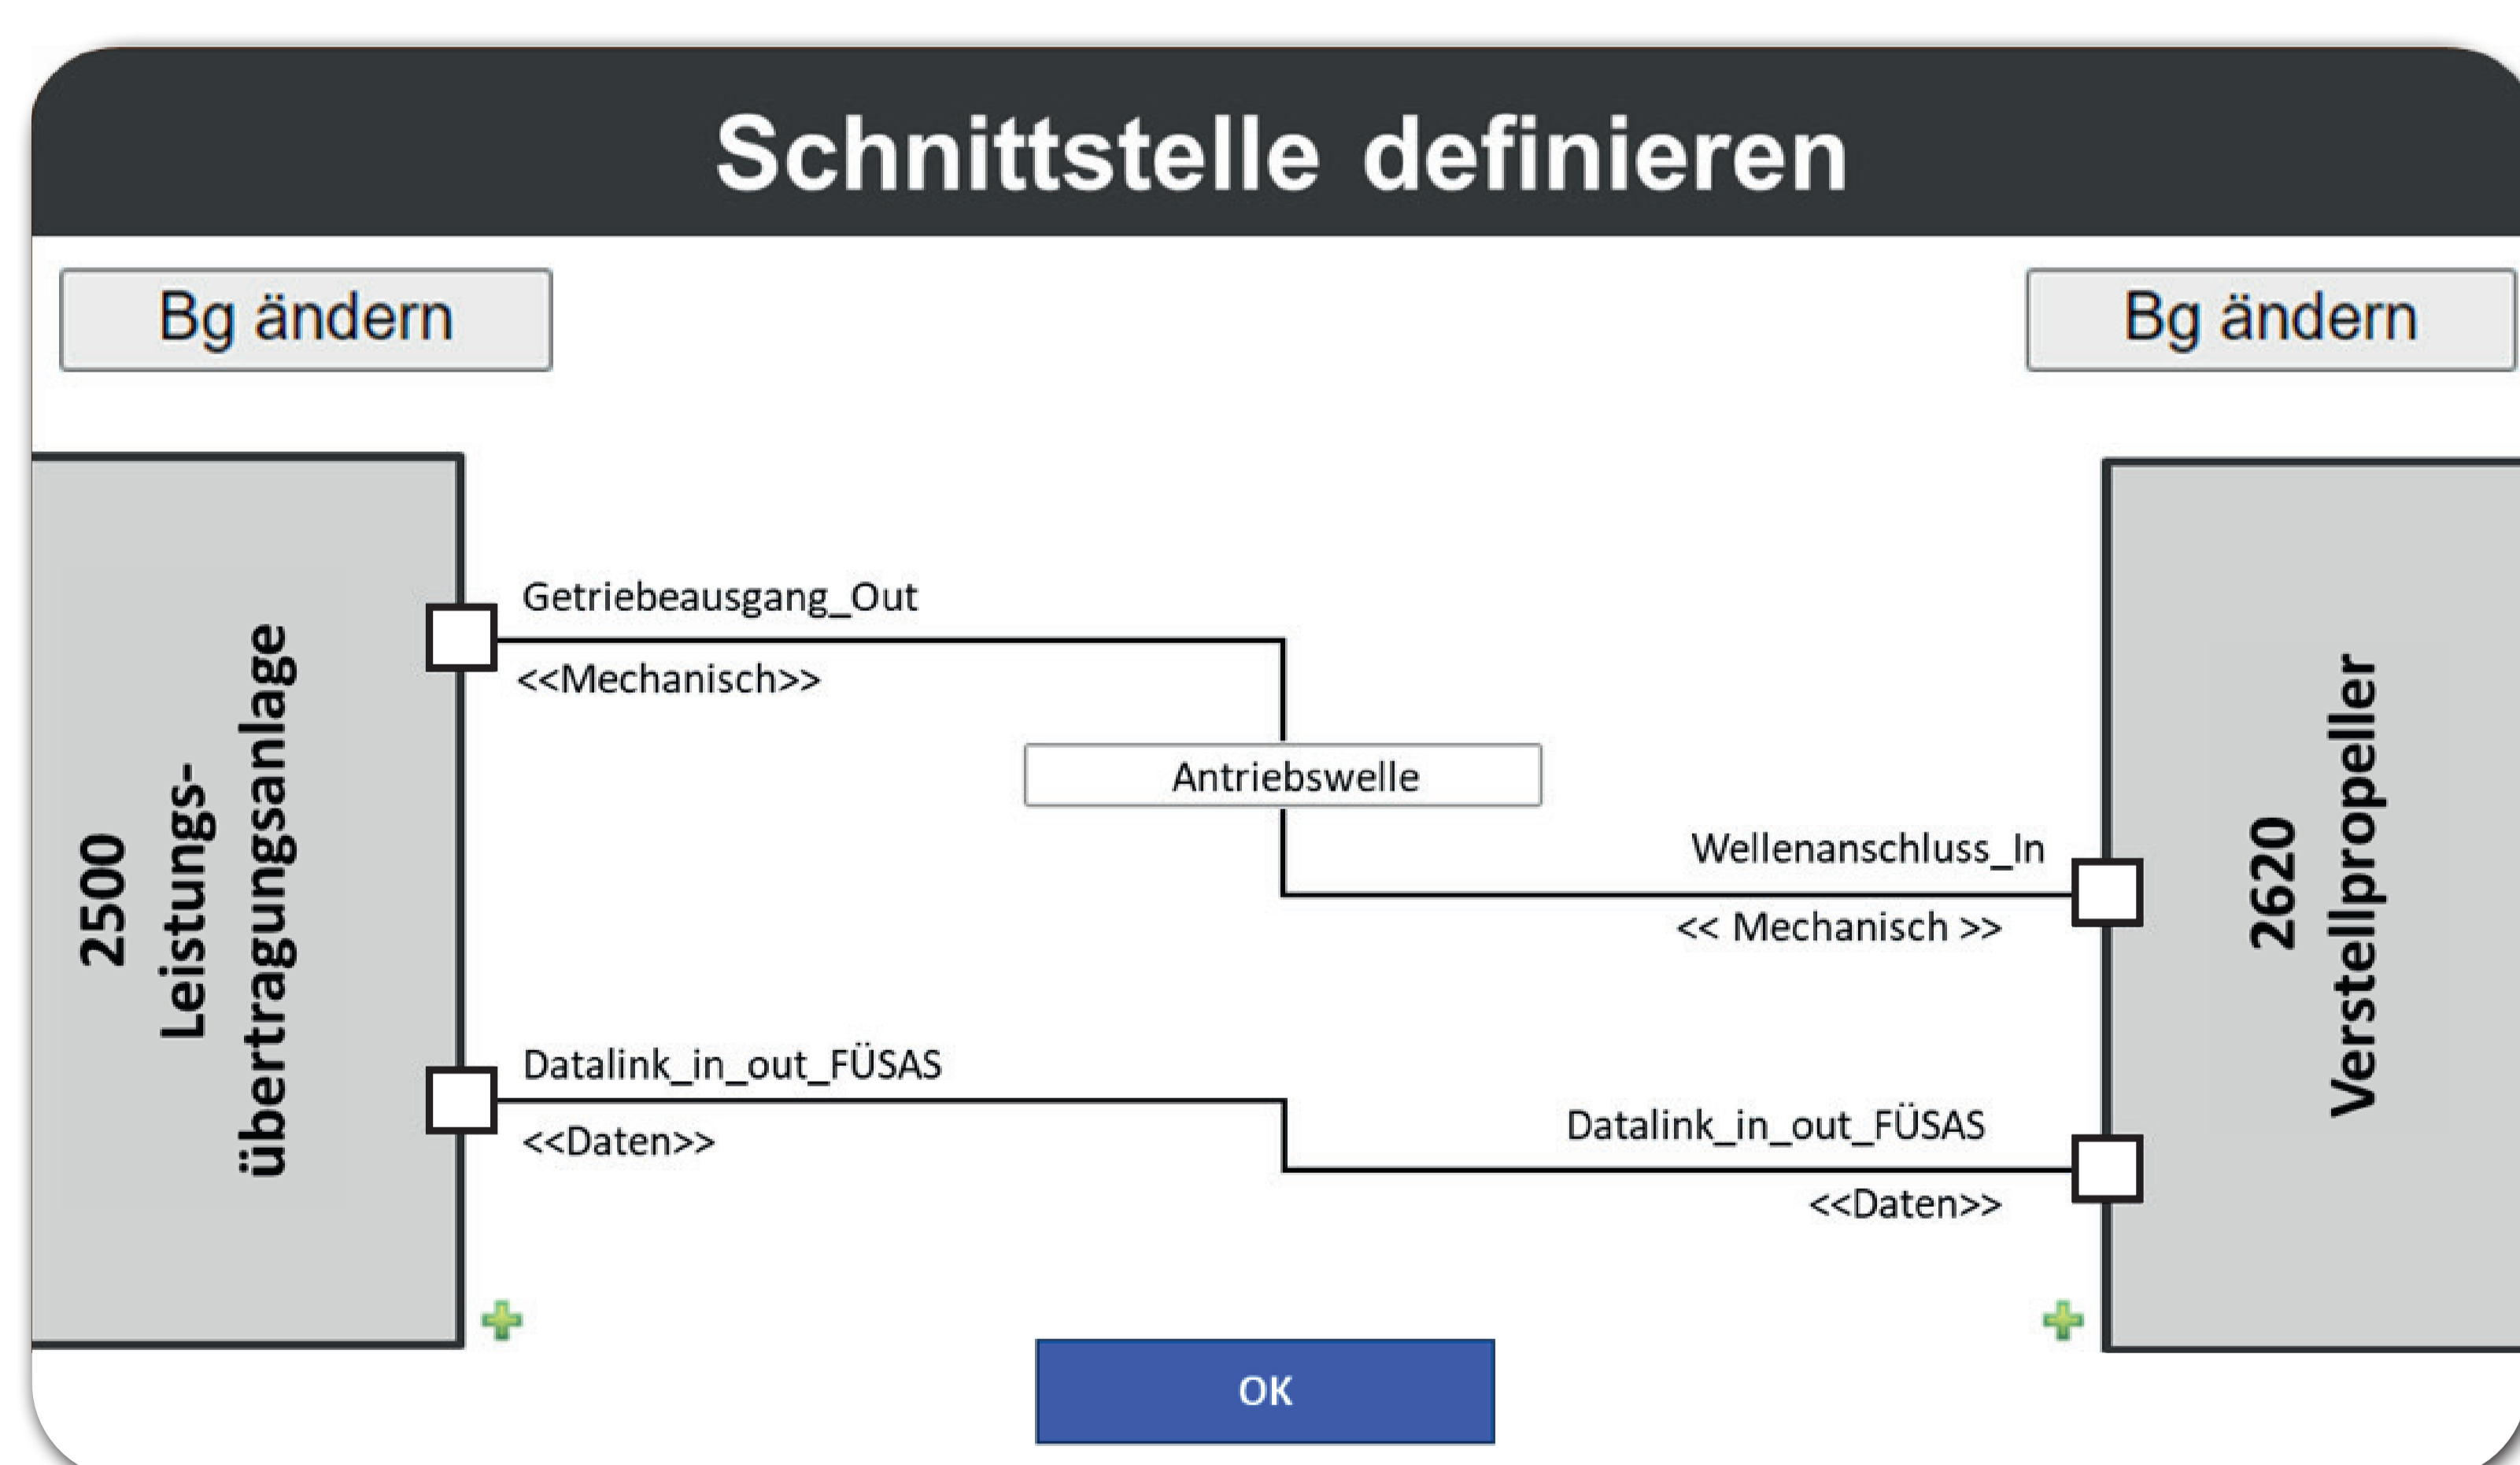 Schnittstelle definieren
Bg ändern
Bg ändern
2500
Leistungs-
übertragungsanlage
Getriebeausgang_Out
<<Mechanisch>>
Antriebswelle
Wellenanschluss_In
<< Mechanisch >>
Datalink_in_out_FÜSAS
<<Daten>>
Datalink_in_out_FÜSAS
<<Daten>>
2620
Verstellpropeller
OK